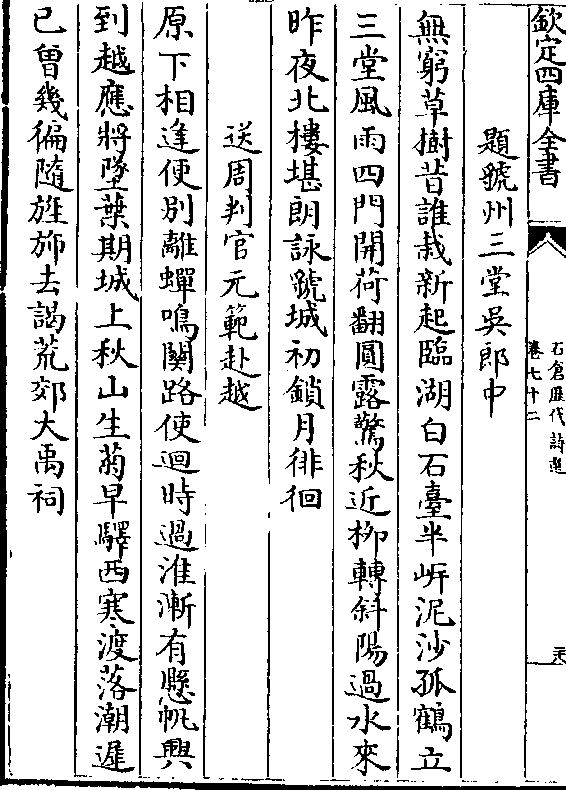 欽定四庫全書
石倉歷代詩選
卷七十二
題虢州三堂吳郎中
無窮草樹昔誰栽新起臨湖白石臺半岍泥沙孤鶴立
三堂風雨四門開荷翻圓露驚秋近栁轉斜陽過水來
昨夜北樓堪朗詠虢城初鎖月徘徊
送周判官元範赴越
原下相逢便別離蟬鳴關路使迴時過淮漸有懸帆興
到越應將墜葉期城上秋山生菊早驛西寒渡落潮遲
已曾幾徧隨旌斾去謁荒郊大禹祠